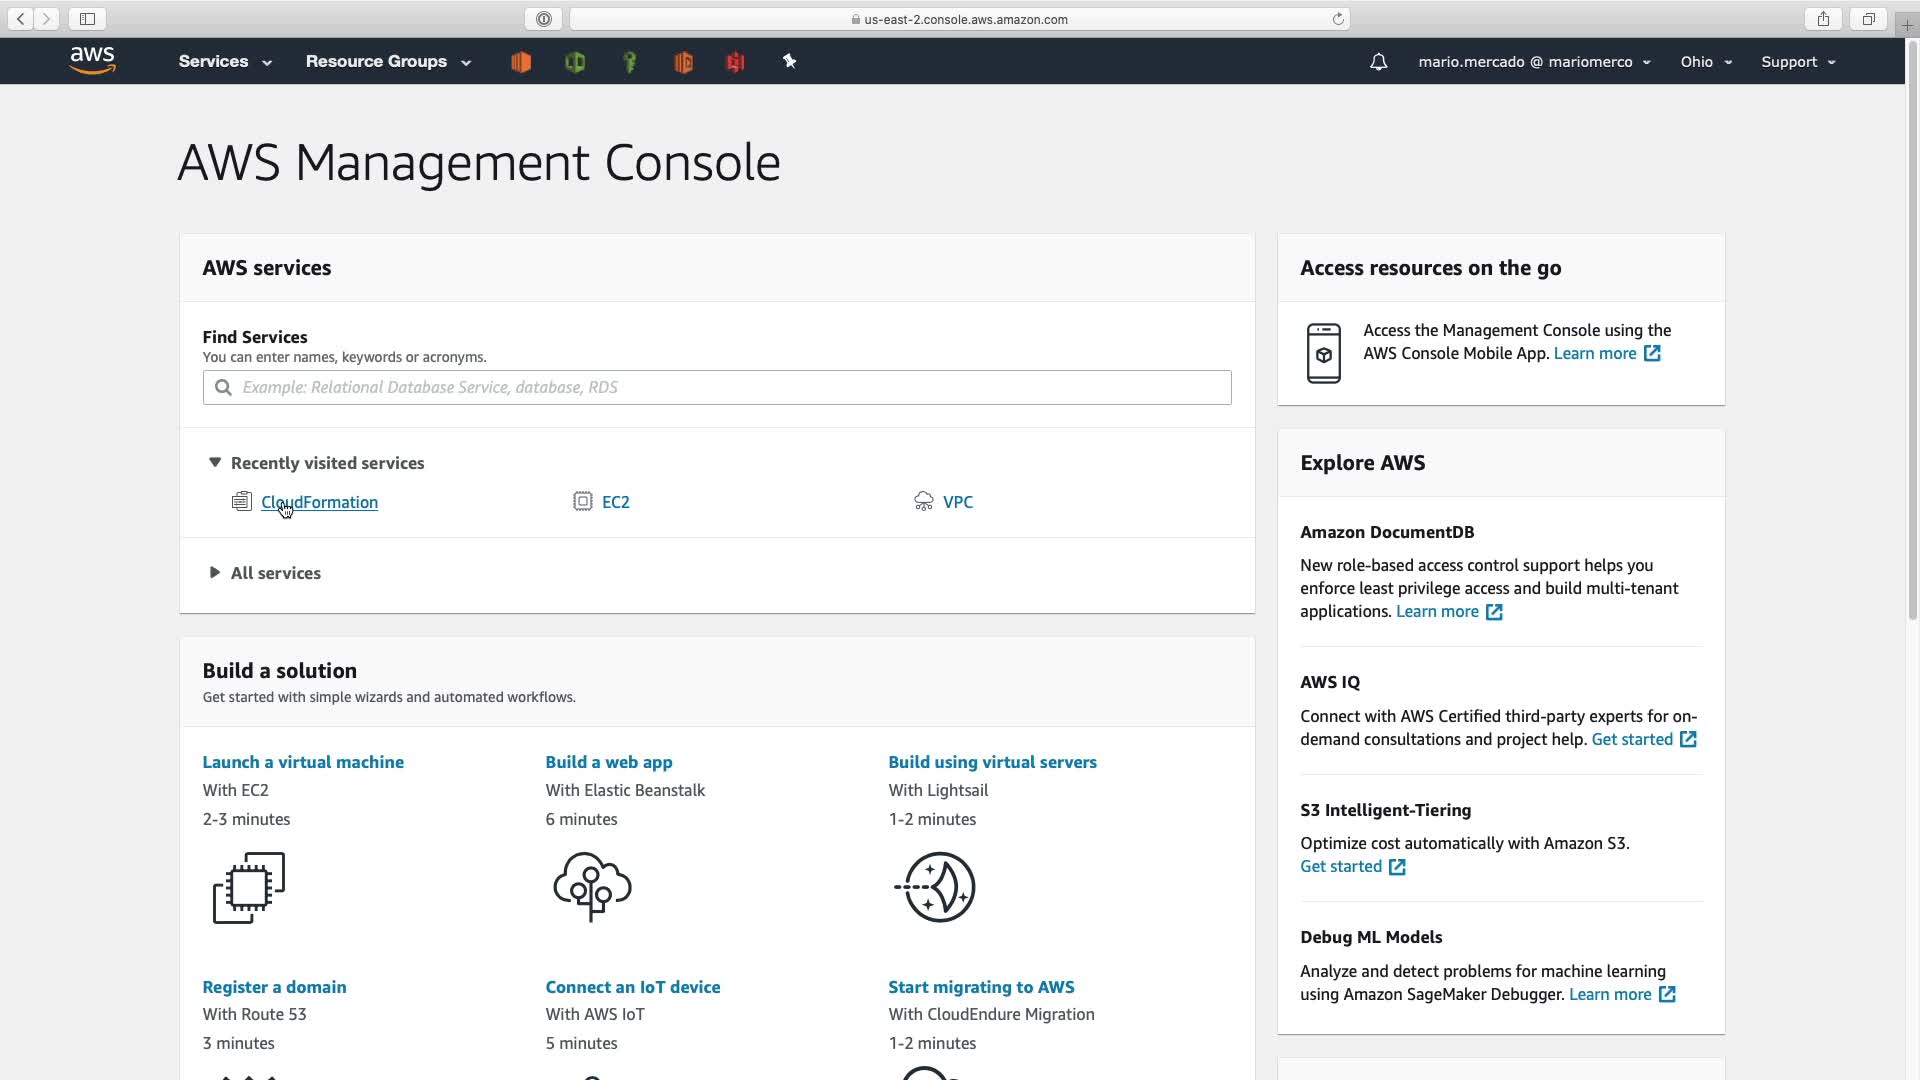 us-east-2.console.aws.amazon.com
aws
Services
Resource Groups
mario.mercado @ mariomerco
Ohio
Support
AWS Management Console
AWS services
Find Services
You can enter names, keywords or acronyms.
Example: Relational Database Service, database, RDS
Recently visited services
CloudFormation
EC2
VPC
All services
Build a solution
Get started with simple wizards and automated workflows.
Launch a virtual machine
With EC2
2-3 minutes
Build a web app
With Elastic Beanstalk
6 minutes
Build using virtual servers
With Lightsail
1-2 minutes
Register a domain
With Route 53
3 minutes
Connect an IoT device
With AWS IoT
5 minutes
Start migrating to AWS
With CloudEndure Migration
1-2 minutes
Access resources on the go
Access the Management Console using the
AWS Console Mobile App. Learn more
Explore AWS
Amazon DocumentDB
New role-based access control support helps you
enforce least privilege access and build multi-tenant
applications. Learn more
AWS IQ
Connect with AWS Certified third-party experts for on-
demand consultations and project help. Get started
S3 Intelligent-Tiering
Optimize cost automatically with Amazon S3.
Get started
Debug ML Models
Analyze and detect problems for machine learning
using Amazon SageMaker Debugger. Learn more